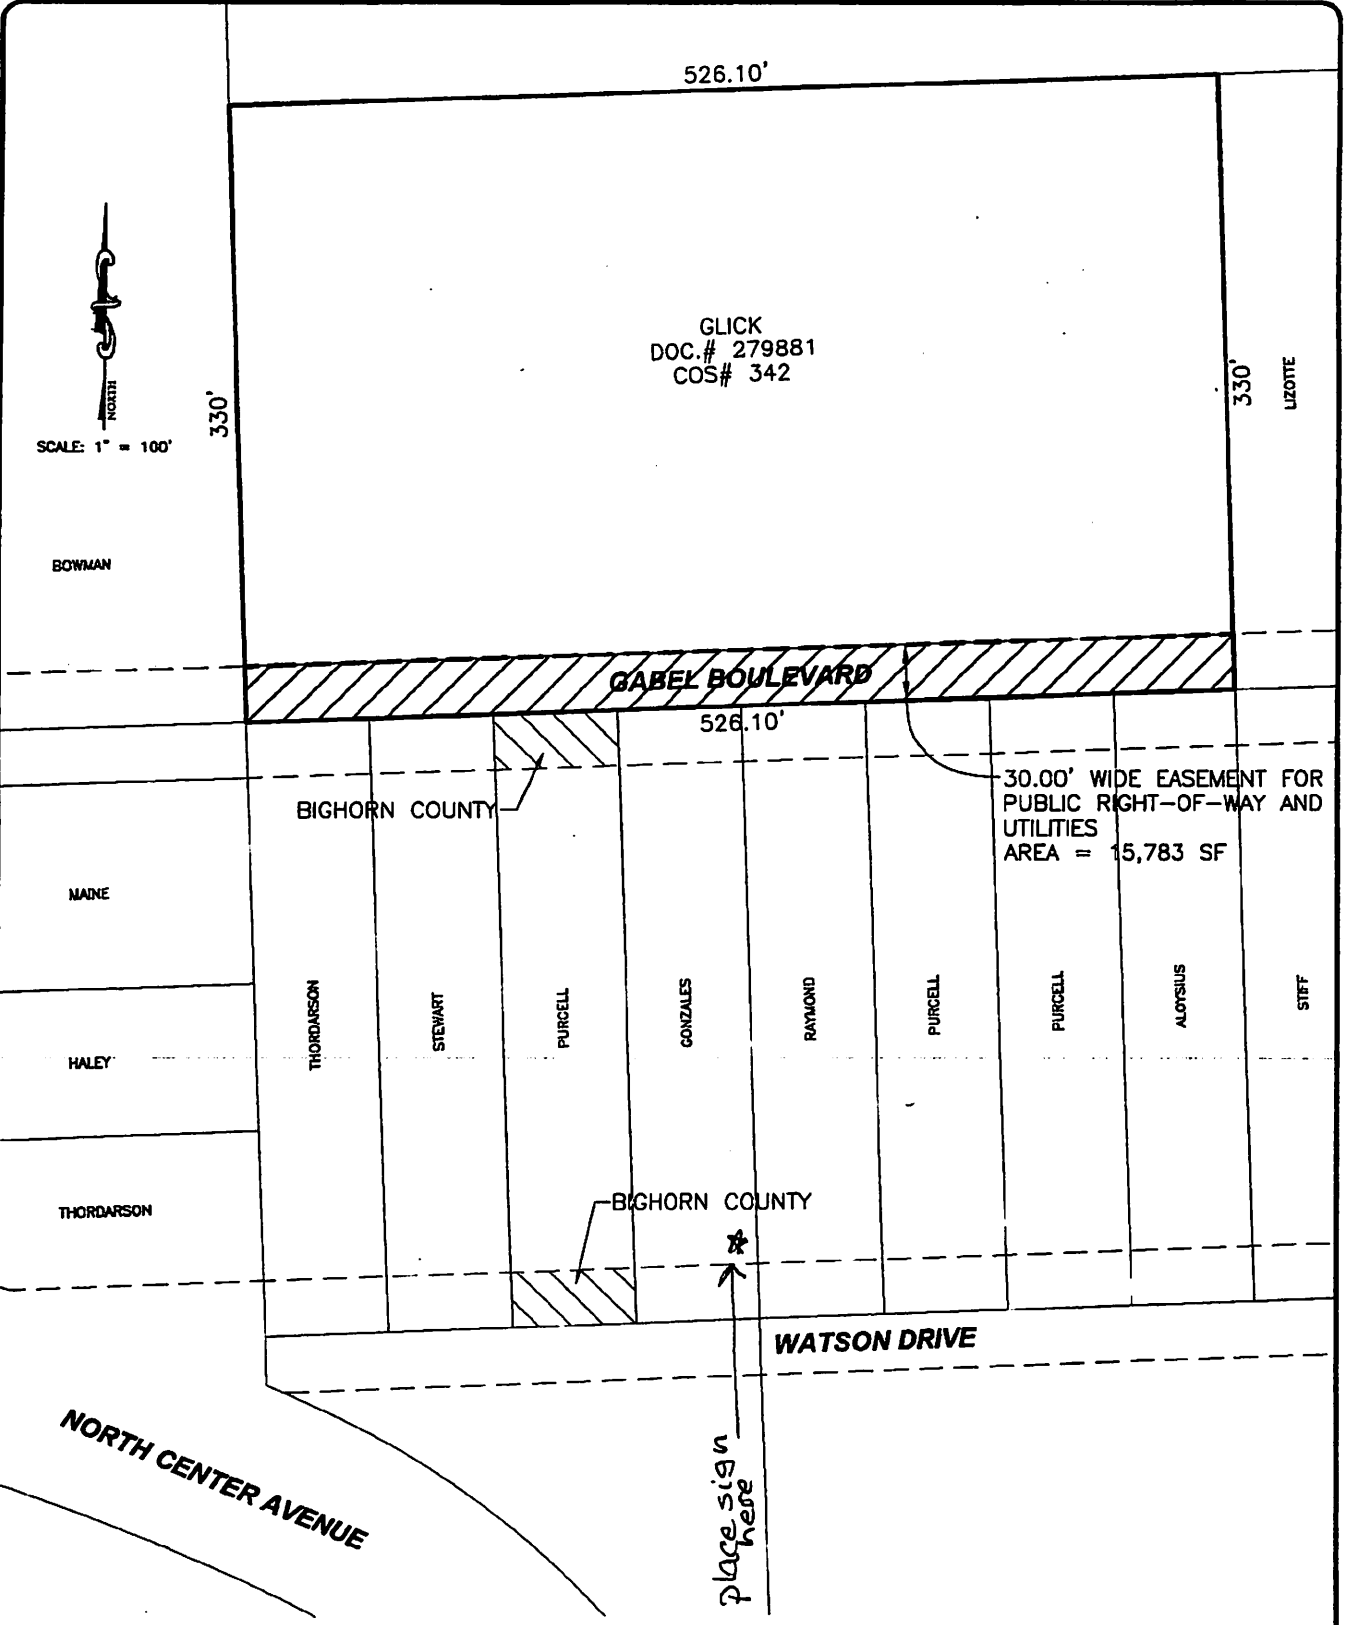 526.10'
GLICK
DOC.# 279881
COS# 342
330'
330'
LIZOTTE
NORTH
SCALE: 1" = 100'
BOWMAN
GABEL BOULEVARD
526.10'
30.00' WIDE EASEMENT FOR
PUBLIC RIGHT-OF-WAY AND
UTILITIES
AREA = 15,783 SF
BIGHORN COUNTY
MAINE
HALEY
THORDARSON
THORDARSON
STEWART
PURCELL
GONZALES
RAYMOND
PURCELL
PURCELL
ALOYSIUS
STIFF
BIGHORN COUNTY
WATSON DRIVE
NORTH CENTER AVENUE
place sign
here